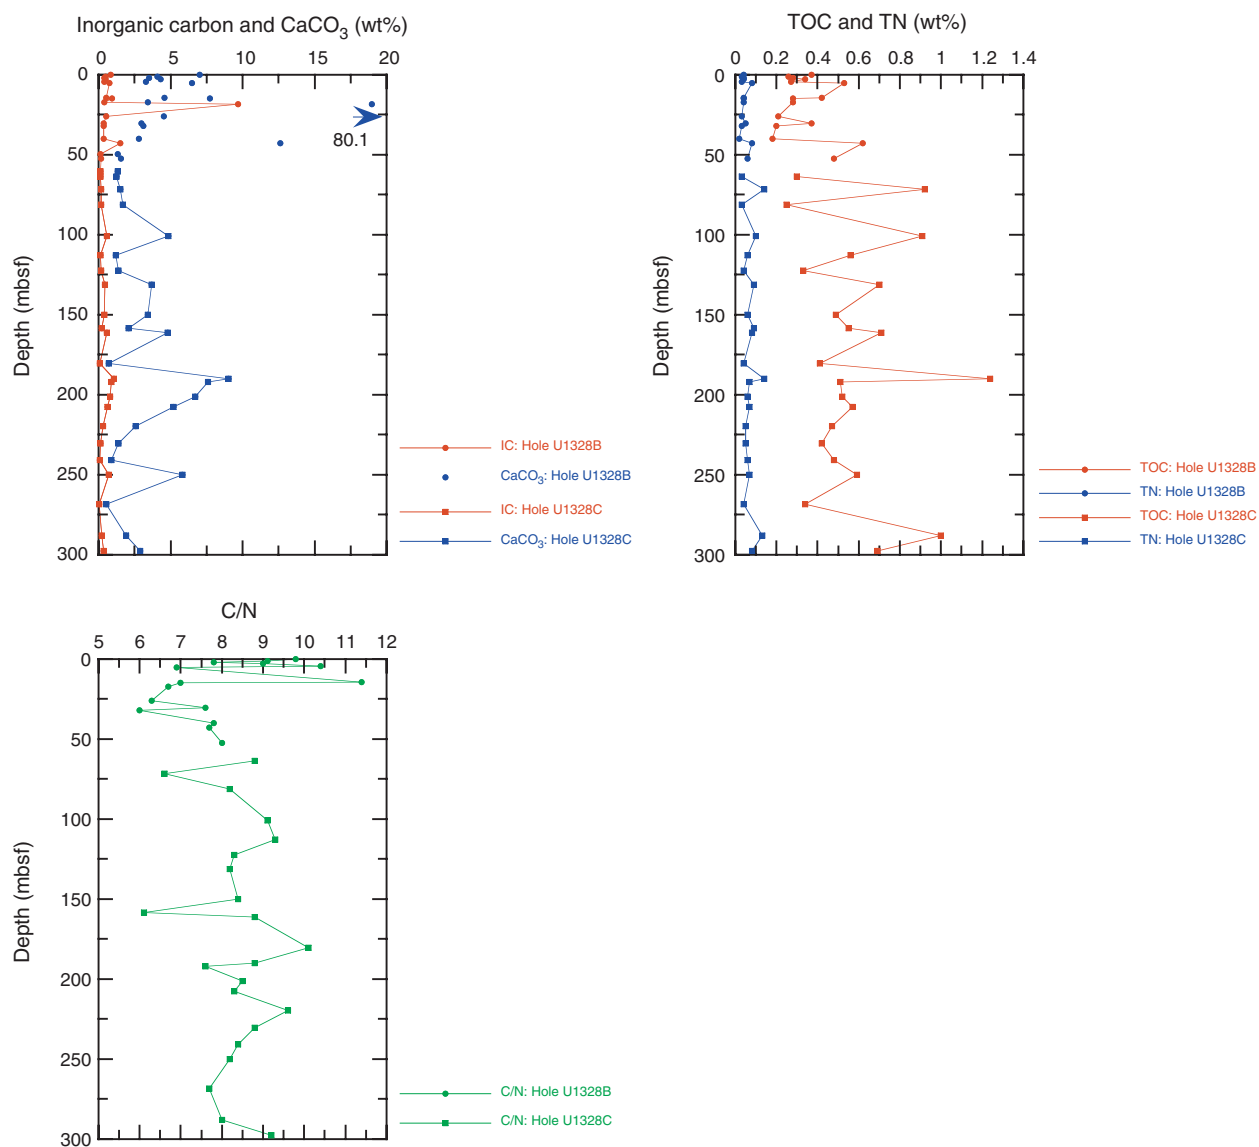 Inorganic carbon and CaCO3 (wt%)
0 5 10 15 20
0
50
100
150
200
250
300
Depth (mbsf)
80.1
IC: Hole U1328B
CaCO3: Hole U1328B
IC: Hole U1328C
CaCO3: Hole U1328C
TOC and TN (wt%)
0 0.2 0.4 0.6 0.8 1 1.2 1.4
0
50
100
150
200
250
300
Depth (mbsf)
TOC: Hole U1328B
TN: Hole U1328B
TOC: Hole U1328C
TN: Hole U1328C
C/N
5 6 7 8 9 10 11 12
0
50
100
150
200
250
300
Depth (mbsf)
C/N: Hole U1328B
C/N: Hole U1328C